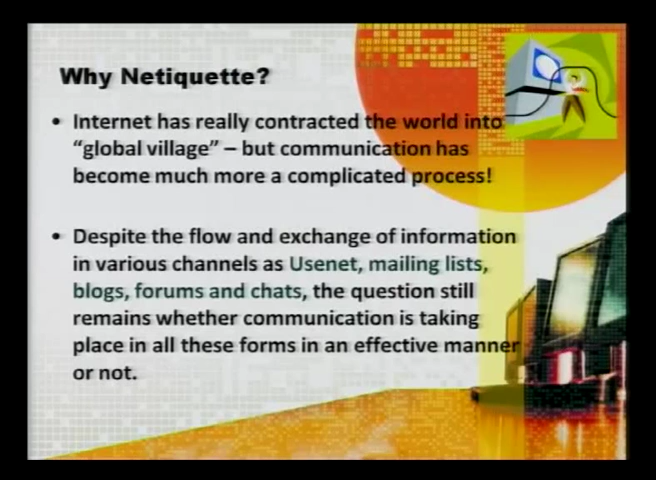 Why Netiquette?
• Internet has really contracted the world into
“global village” – but communication has
become much more a complicated process!
• Despite the flow and exchange of information
in various channels as Usenet, mailing lists,
blogs, forums and chats, the question still
remains whether communication is taking
place in all these forms in an effective manner
or not.